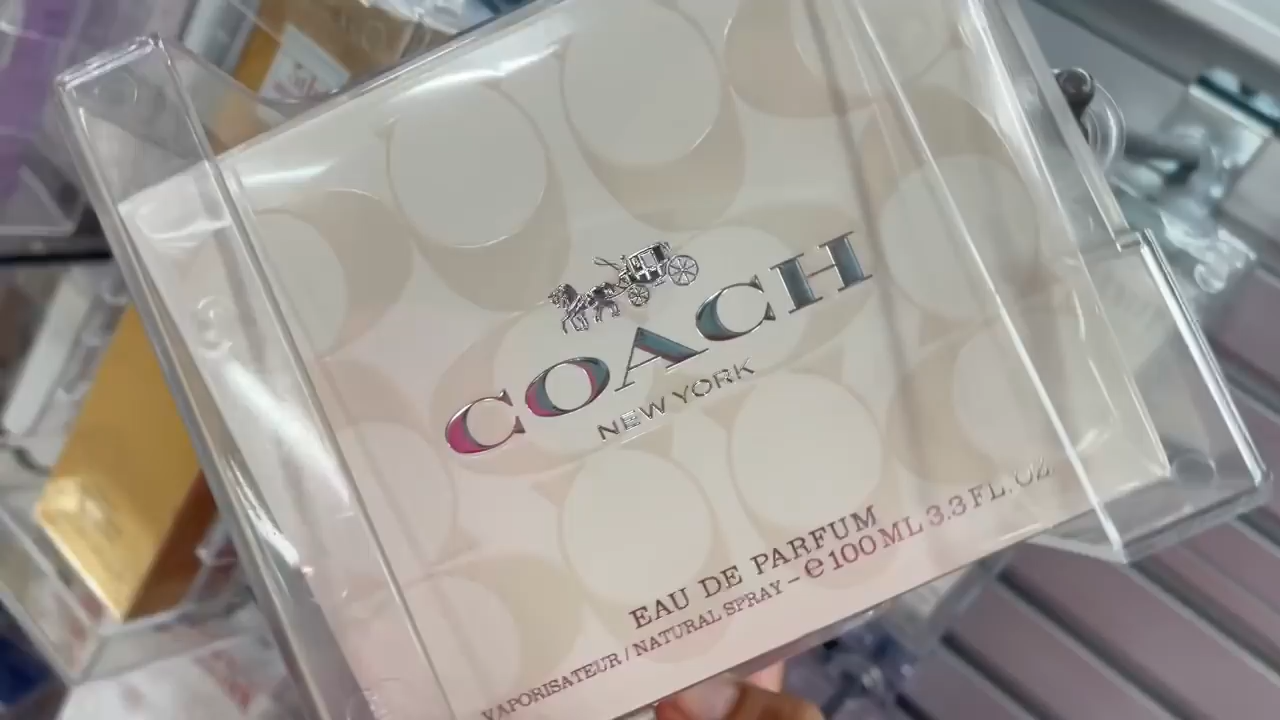 COACH
NEW YORK
EAU DE PARFUM
VAPORISATEUR / NATURAL SPRAY - ℮ 100 ML 3.3 FL. OZ.